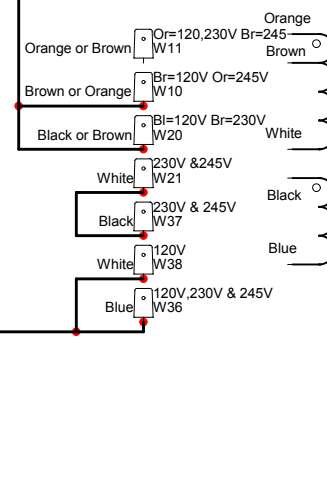 Orange
Or=120,230V Br=245
Orange or Brown W11
Brown
Br=120V Or=245V
Brown or Orange W10
Bl=120V Br=230V
Black or Brown W20
White
230V &245V
White W21
Black
230V & 245V
Black W37
120V
White W38
Blue
120V,230V & 245V
Blue W36